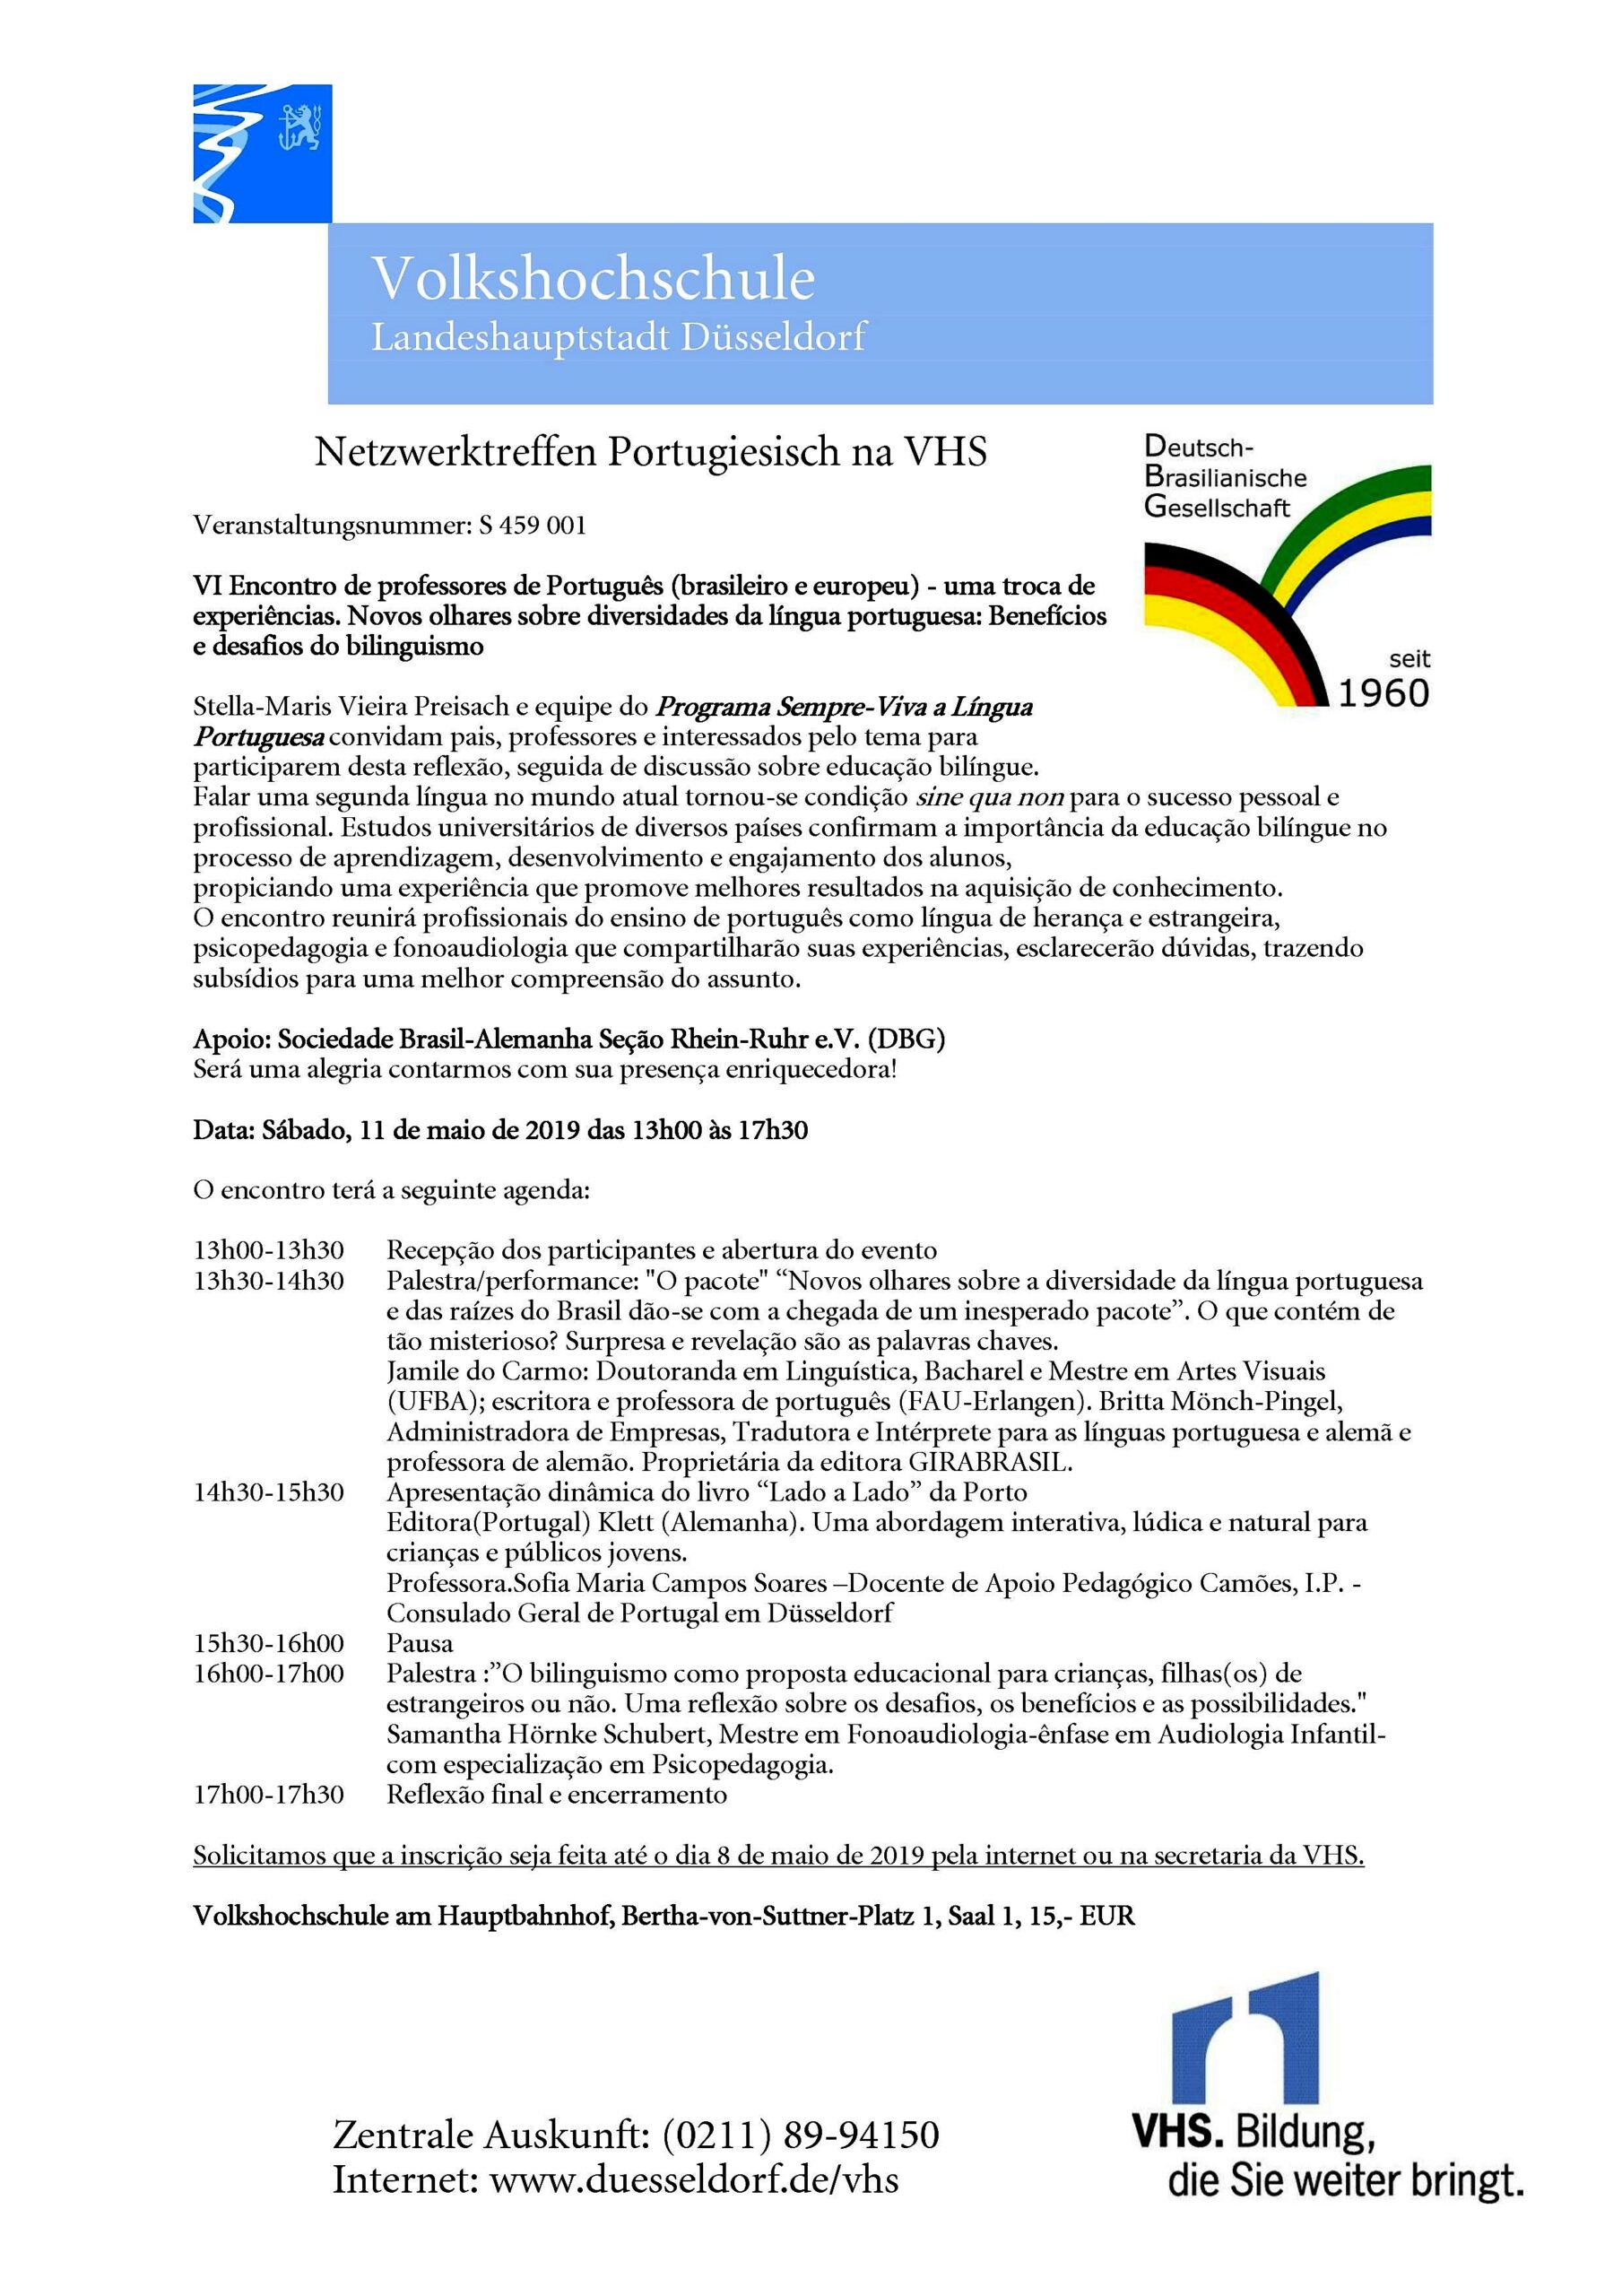 Volkshochschule
Landeshauptstadt Düsseldorf
Netzwerktreffen Portugiesisch na VHS
Deutsch-
Brasilianische
Gesellschaft
seit
1960
Veranstaltungsnummer: S 459 001
VI Encontro de professores de Português (brasileiro e europeu) - uma troca de
experiências. Novos olhares sobre diversidades da língua portuguesa: Benefícios
e desafios do bilinguismo
Stella-Maris Vieira Preisach e equipe do Programa Sempre-Viva a Língua
Portuguesa convidam pais, professores e interessados pelo tema para
participarem desta reflexão, seguida de discussão sobre educação bilíngue.
Falar uma segunda língua no mundo atual tornou-se condição sine qua non para o sucesso pessoal e
profissional. Estudos universitários de diversos países confirmam a importância da educação bilíngue no
processo de aprendizagem, desenvolvimento e engajamento dos alunos,
propiciando uma experiência que promove melhores resultados na aquisição de conhecimento.
O encontro reunirá profissionais do ensino de português como língua de herança e estrangeira,
psicopedagogia e fonoaudiologia que compartilharão suas experiências, esclarecerão dúvidas, trazendo
subsídios para uma melhor compreensão do assunto.
Apoio: Sociedade Brasil-Alemanha Seção Rhein-Ruhr e.V. (DBG)
Será uma alegria contarmos com sua presença enriquecedora!
Data: Sábado, 11 de maio de 2019 das 13h00 às 17h30
O encontro terá a seguinte agenda:
13h00-13h30 Recepção dos participantes e abertura do evento
13h30-14h30 Palestra/performance: "O pacote" “Novos olhares sobre a diversidade da língua portuguesa
e das raízes do Brasil dão-se com a chegada de um inesperado pacote”. O que contém de
tão misterioso? Surpresa e revelação são as palavras chaves.
Jamile do Carmo: Doutoranda em Linguística, Bacharel e Mestre em Artes Visuais
(UFBA); escritora e professora de português (FAU-Erlangen). Britta Mönch-Pingel,
Administradora de Empresas, Tradutora e Intérprete para as línguas portuguesa e alemã e
professora de alemão. Proprietária da editora GIRABRASIL.
14h30-15h30 Apresentação dinâmica do livro “Lado a Lado” da Porto
Editora(Portugal) Klett (Alemanha). Uma abordagem interativa, lúdica e natural para
crianças e públicos jovens.
Professora.Sofia Maria Campos Soares –Docente de Apoio Pedagógico Camões, I.P. -
Consulado Geral de Portugal em Düsseldorf
15h30-16h00 Pausa
16h00-17h00 Palestra :”O bilinguismo como proposta educacional para crianças, filhas(os) de
estrangeiros ou não. Uma reflexão sobre os desafios, os benefícios e as possibilidades."
Samantha Hörnke Schubert, Mestre em Fonoaudiologia-ênfase em Audiologia Infantil-
com especialização em Psicopedagogia.
17h00-17h30 Reflexão final e encerramento
Solicitamos que a inscrição seja feita até o dia 8 de maio de 2019 pela internet ou na secretaria da VHS.
Volkshochschule am Hauptbahnhof, Bertha-von-Suttner-Platz 1, Saal 1, 15,- EUR
Zentrale Auskunft: (0211) 89-94150
Internet: www.duesseldorf.de/vhs
VHS. Bildung,
die Sie weiter bringt.